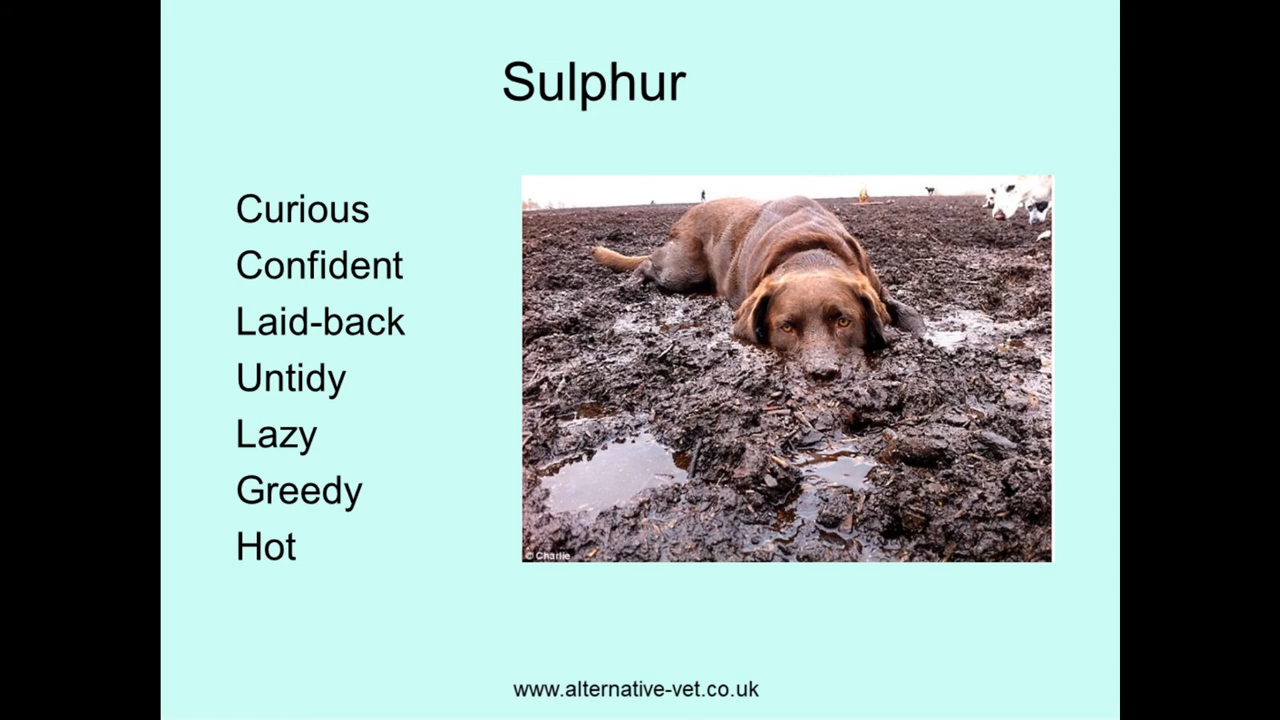 Sulphur
Curious
Confident
Laid-back
Untidy
Lazy
Greedy
Hot
© Charlie
www.alternative-vet.co.uk